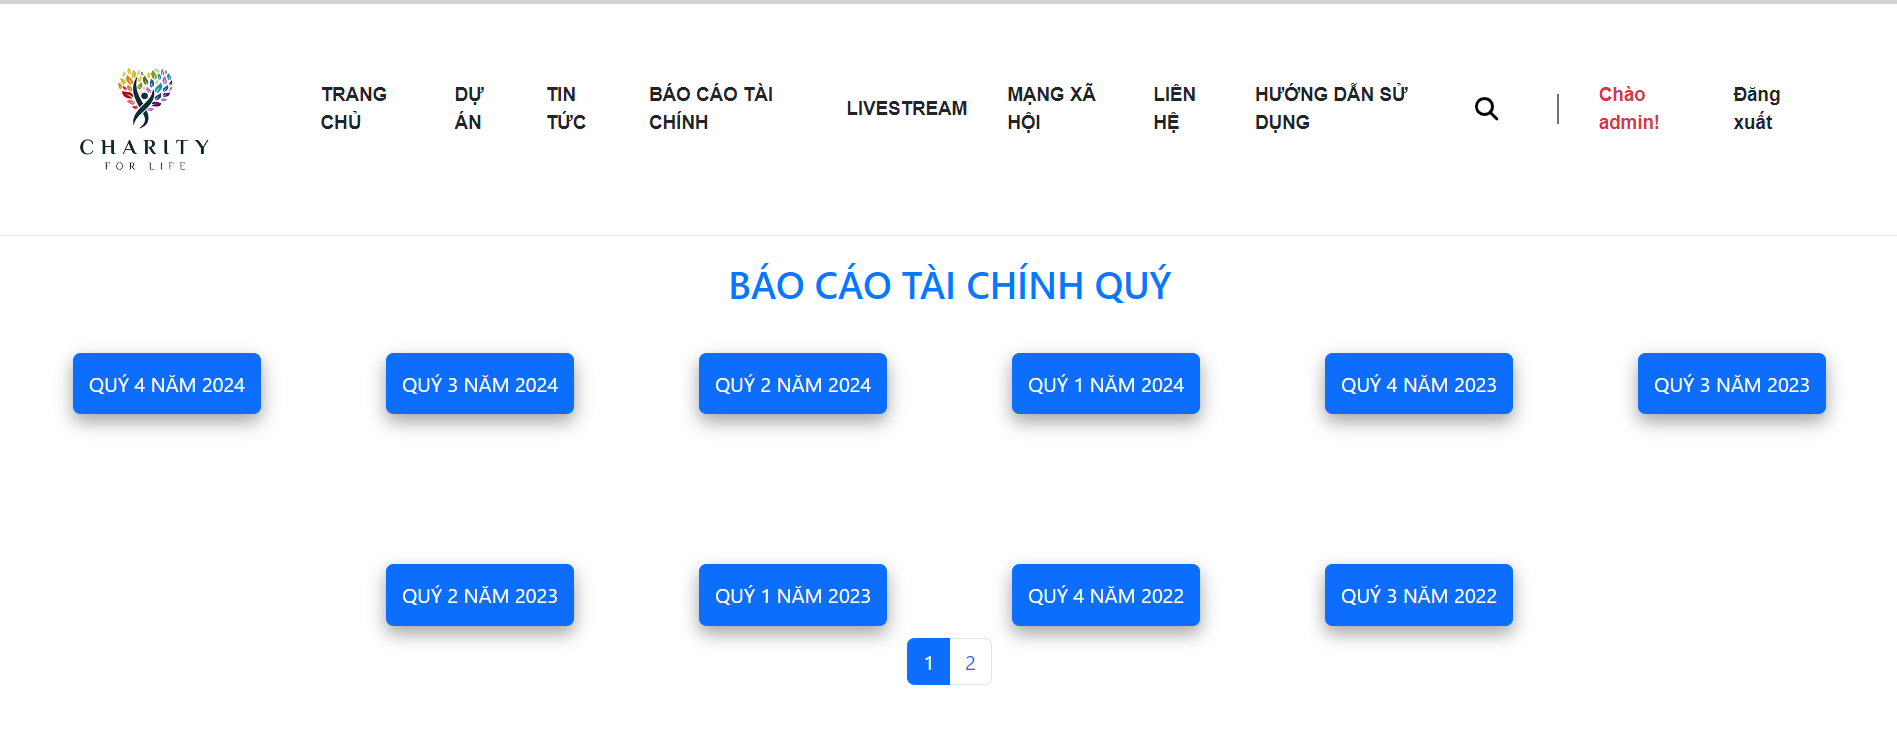 CHARITY
FOR LIFE
TRANG
CHỦ
DỰ
ÁN
TIN
TỨC
BÁO CÁO TÀI
CHÍNH
LIVESTREAM
MẠNG XÃ
HỘI
LIÊN
HỆ
HƯỚNG DẪN SỬ
DỤNG
Chào
admin!
Đăng
xuất
BÁO CÁO TÀI CHÍNH QUÝ
QUÝ 4 NĂM 2024
QUÝ 3 NĂM 2024
QUÝ 2 NĂM 2024
QUÝ 1 NĂM 2024
QUÝ 4 NĂM 2023
QUÝ 3 NĂM 2023
QUÝ 2 NĂM 2023
QUÝ 1 NĂM 2023
QUÝ 4 NĂM 2022
QUÝ 3 NĂM 2022
1
2